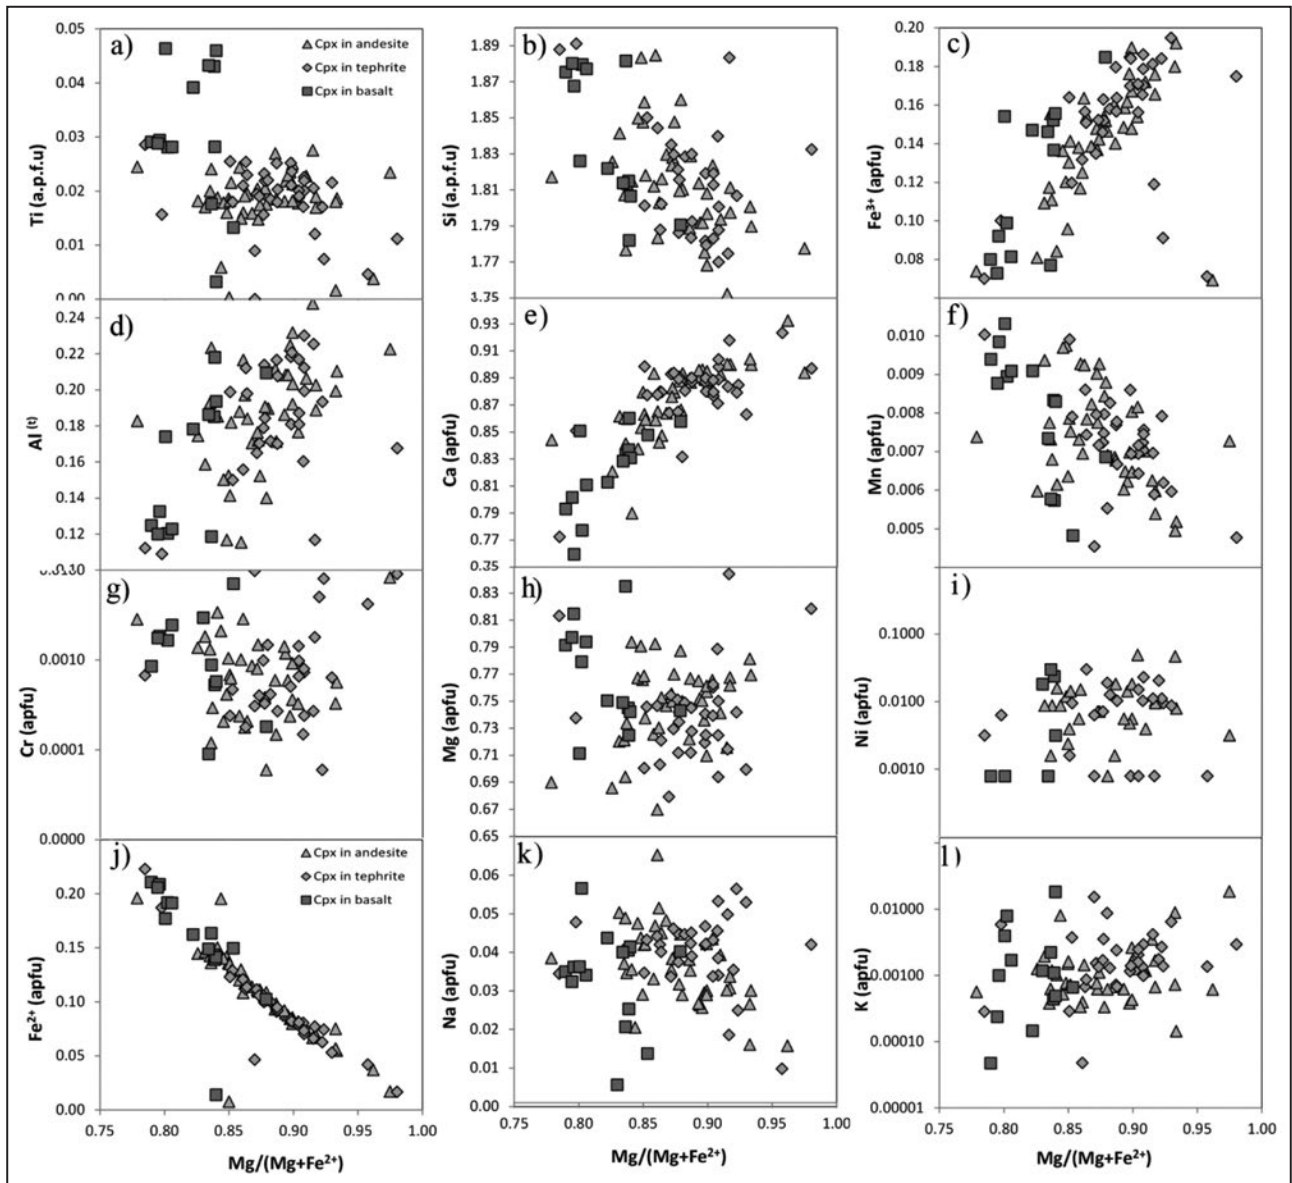 a)
Cpx in andesite
Cpx in tephrite
Cpx in basalt
Ti (a.p.f.u)
0.05
0.04
0.03
0.02
0.01
0.00
b)
Si (a.p.f.u)
1.89
1.87
1.85
1.83
1.81
1.79
1.77
1.75
c)
Fe³⁺ (apfu)
0.20
0.18
0.16
0.14
0.12
0.10
0.08
d)
Al (t)
0.24
0.22
0.20
0.18
0.16
0.14
0.12
e)
Ca (apfu)
0.93
0.91
0.89
0.87
0.85
0.83
0.81
0.79
0.77
0.75
f)
Mn (apfu)
0.010
0.009
0.008
0.007
0.006
0.005
g)
Cr (apfu)
0.0010
0.0001
0.0000
h)
Mg (apfu)
0.83
0.81
0.79
0.77
0.75
0.73
0.71
0.69
0.67
0.65
i)
Ni (apfu)
0.1000
0.0100
0.0010
j)
Cpx in andesite
Cpx in tephrite
Cpx in basalt
Fe²⁺ (apfu)
0.20
0.15
0.10
0.05
0.00
0.75 0.80 0.85 0.90 0.95 1.00
Mg/(Mg+Fe²⁺)
k)
Na (apfu)
0.06
0.05
0.04
0.03
0.02
0.01
0.00
0.75 0.80 0.85 0.90 0.95 1.00
Mg/(Mg+Fe²⁺)
l)
K (apfu)
0.01000
0.00100
0.00010
0.00001
0.75 0.80 0.85 0.90 0.95 1.00
Mg/(Mg+Fe²⁺)